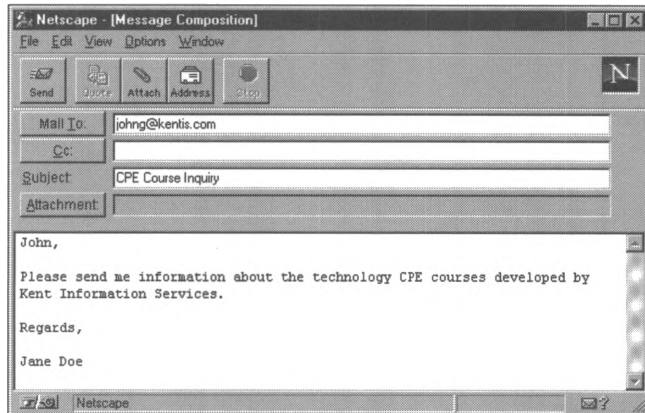 Netscape - [Message Composition]
File Edit View Options Window
Send Quote Attach Address Stop
N
Mail To: johng@kentis.com
Cc:
Subject: CPE Course Inquiry
Attachment:
John,
Please send me information about the technology CPE courses developed by
Kent Information Services.
Regards,
Jane Doe
Netscape
?